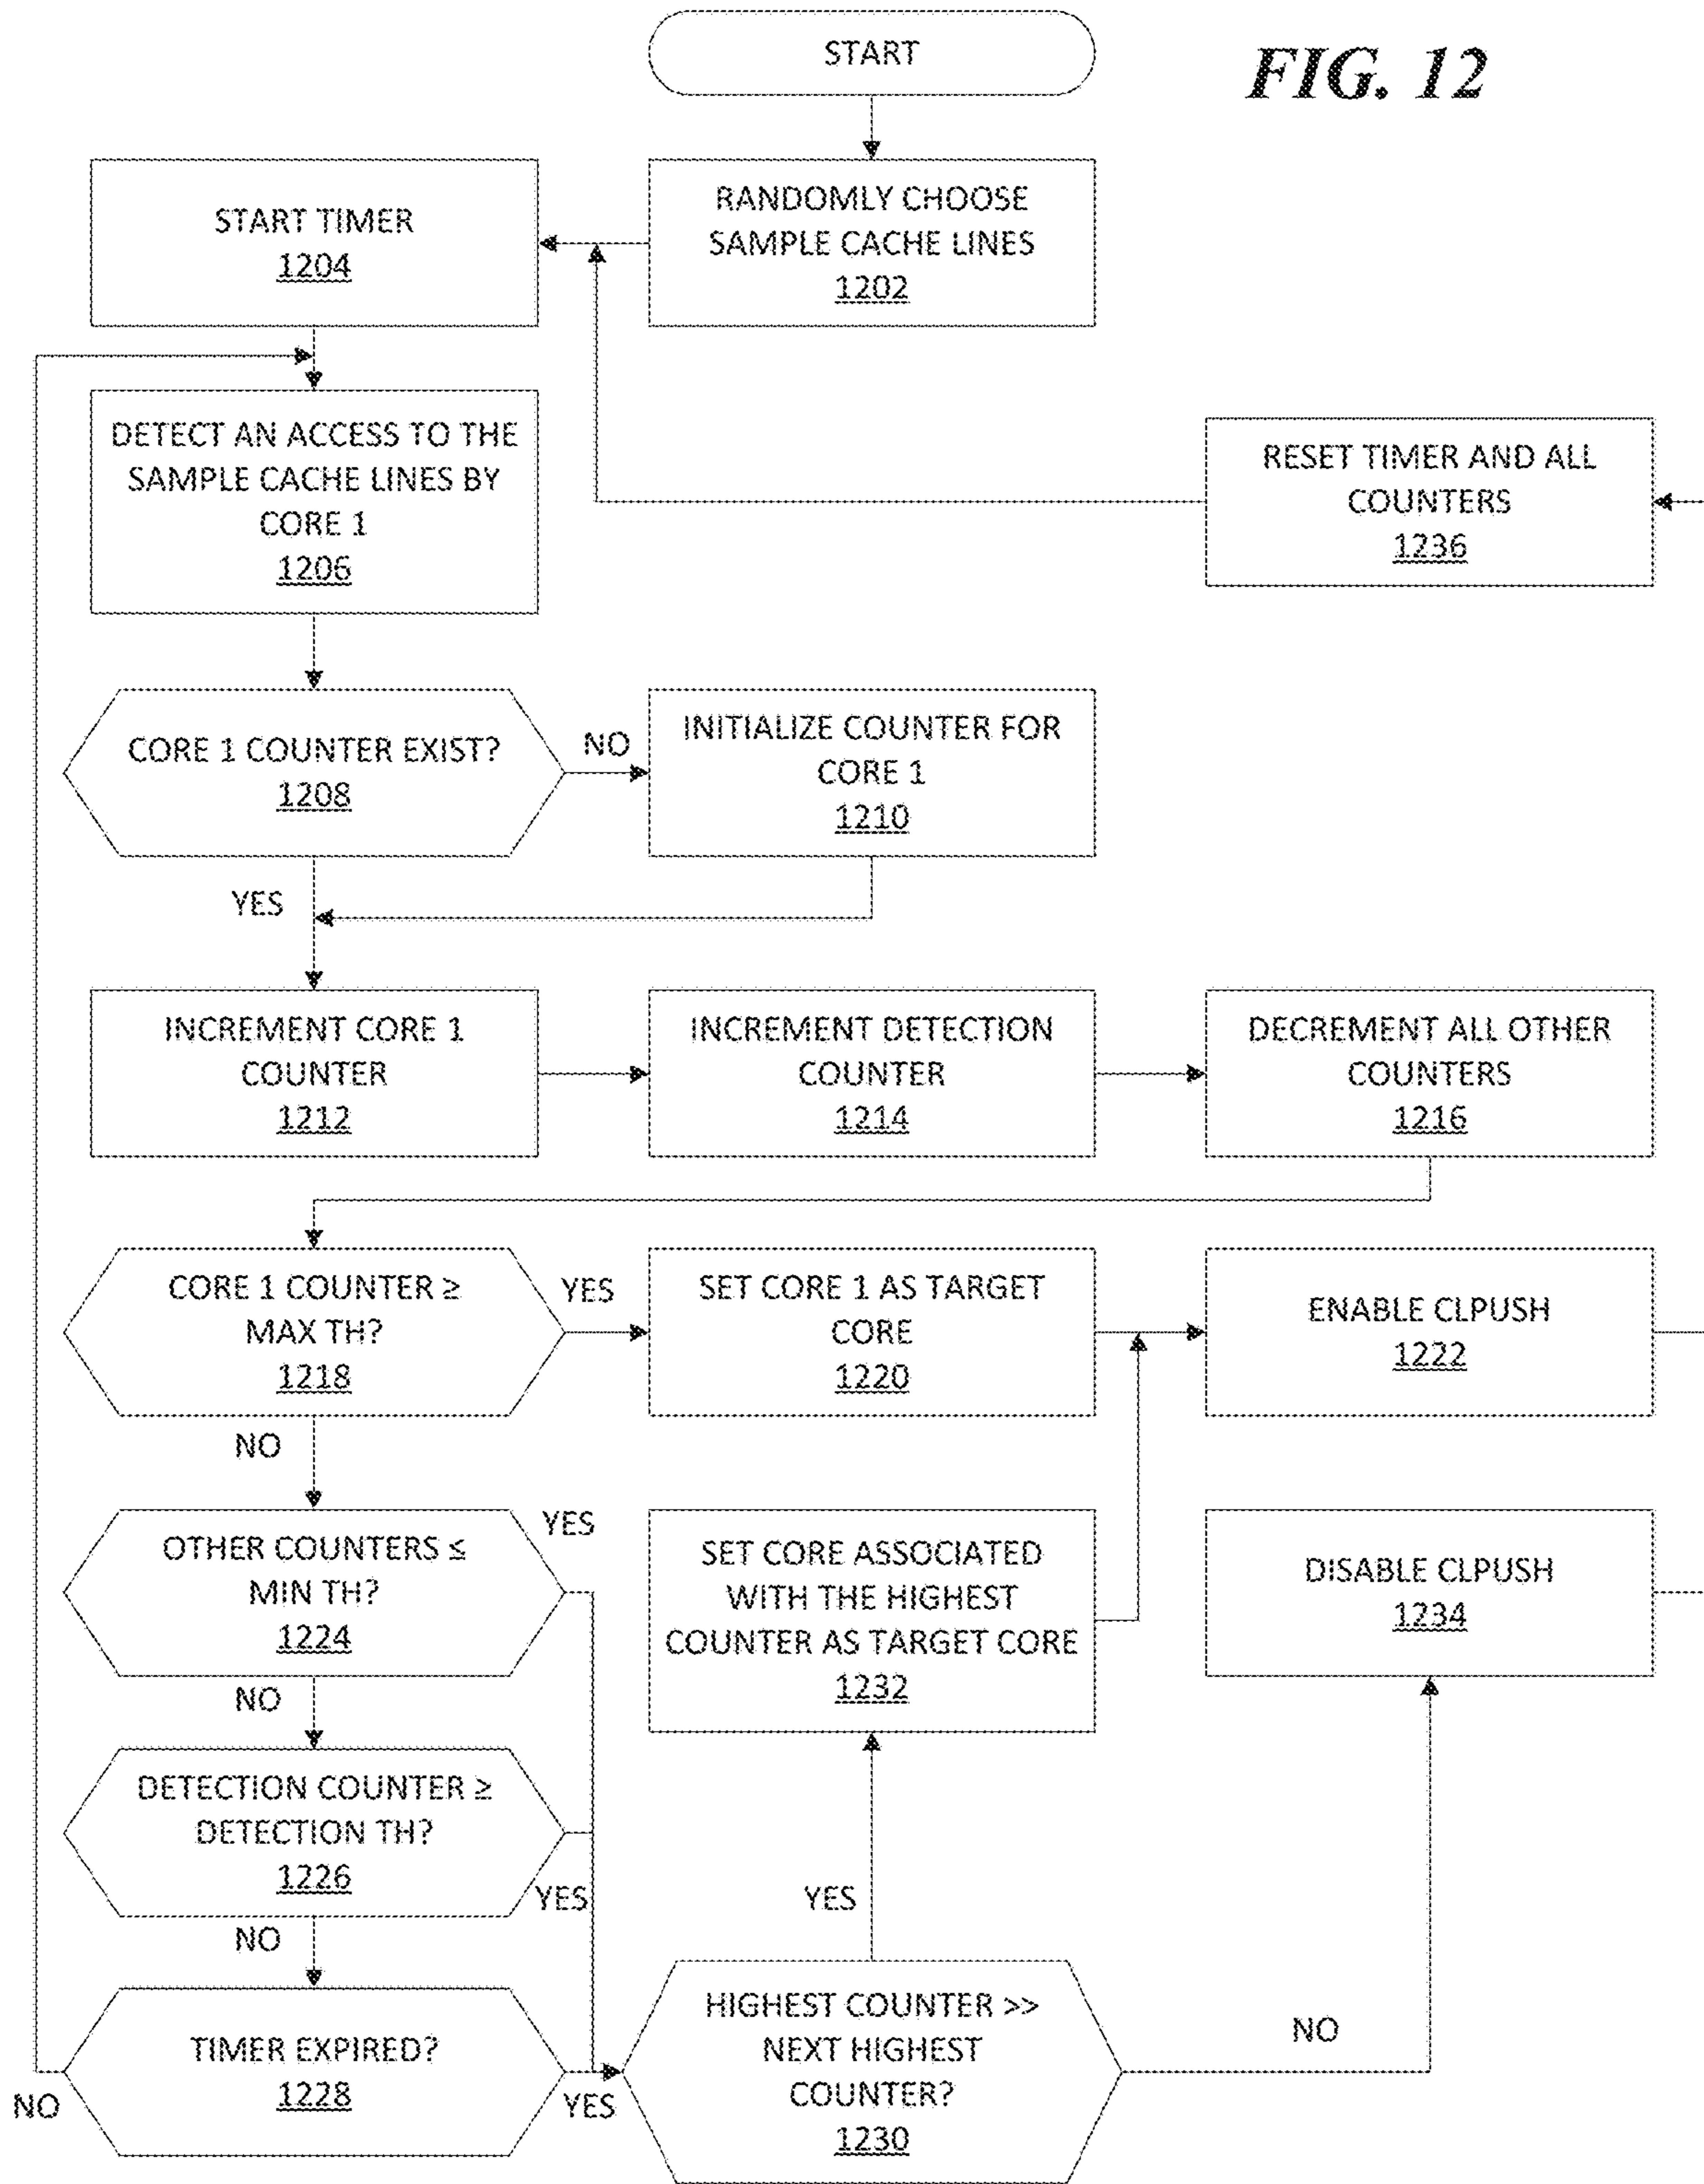 START
FIG. 12
START TIMER
1204
RANDOMLY CHOOSE
SAMPLE CACHE LINES
1202
DETECT AN ACCESS TO THE
SAMPLE CACHE LINES BY
CORE 1
1206
RESET TIMER AND ALL
COUNTERS
1236
CORE 1 COUNTER EXIST?
1208
NO
INITIALIZE COUNTER FOR
CORE 1
1210
YES
INCREMENT CORE 1
COUNTER
1212
INCREMENT DETECTION
COUNTER
1214
DECREMENT ALL OTHER
COUNTERS
1216
CORE 1 COUNTER ≥
MAX TH?
1218
YES
SET CORE 1 AS TARGET
CORE
1220
ENABLE CLPUSH
1222
NO
OTHER COUNTERS ≤
MIN TH?
1224
YES
SET CORE ASSOCIATED
WITH THE HIGHEST
COUNTER AS TARGET CORE
1232
DISABLE CLPUSH
1234
NO
DETECTION COUNTER ≥
DETECTION TH?
1226
YES
YES
NO
TIMER EXPIRED?
1228
NO
YES
HIGHEST COUNTER >>
NEXT HIGHEST
COUNTER?
1230
NO